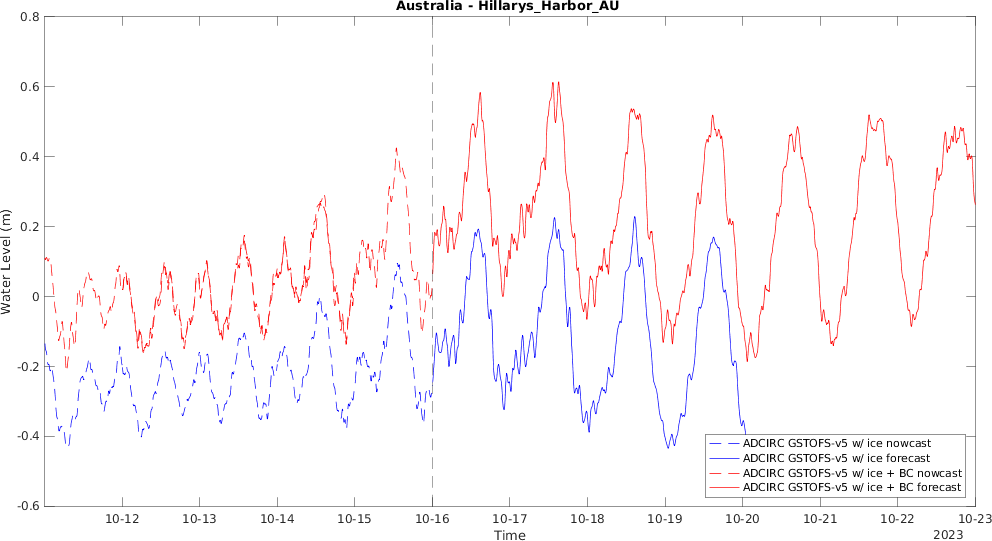 Australia - Hillarys_Harbor_AU
0.8
0.6
0.4
0.2
0
-0.2
-0.4
-0.6
Water Level (m)
10-12 10-13 10-14 10-15 10-16 10-17 10-18 10-19 10-20 10-21 10-22 10-23
Time
2023
ADCIRC GSTOFS-v5 w/ ice nowcast
ADCIRC GSTOFS-v5 w/ ice forecast
ADCIRC GSTOFS-v5 w/ ice + BC nowcast
ADCIRC GSTOFS-v5 w/ ice + BC forecast